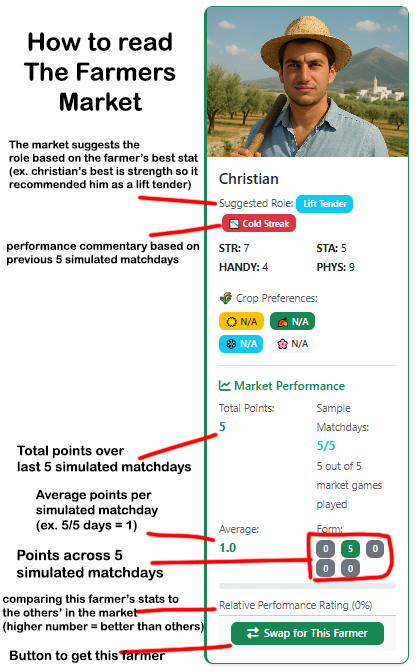 How to read
The Farmers
Market
The market suggests the
role based on the farmer's best stat
(ex. christian's best is strength so it
recommended him as a lift tender)
performance commentary based on
previous 5 simulated matchdays
Total points over
last 5 simulated matchdays
Average points per
simulated matchday
(ex. 5/5 days = 1)
Points across 5
simulated matchdays
comparing this farmer's stats to
the others' in the market
(higher number = better than others)
Button to get this farmer
Christian
Suggested Role: Lift Tender
Cold Streak
STR: 7 STA: 5
HANDY: 4 PHYS: 9
Crop Preferences:
N/A N/A
N/A N/A
Market Performance
Total Points:
5
Sample
Matchdays:
5/5
5 out of 5
market games
played
Average:
1.0
Form:
0 5 0
0 0
Relative Performance Rating (0%)
Swap for This Farmer